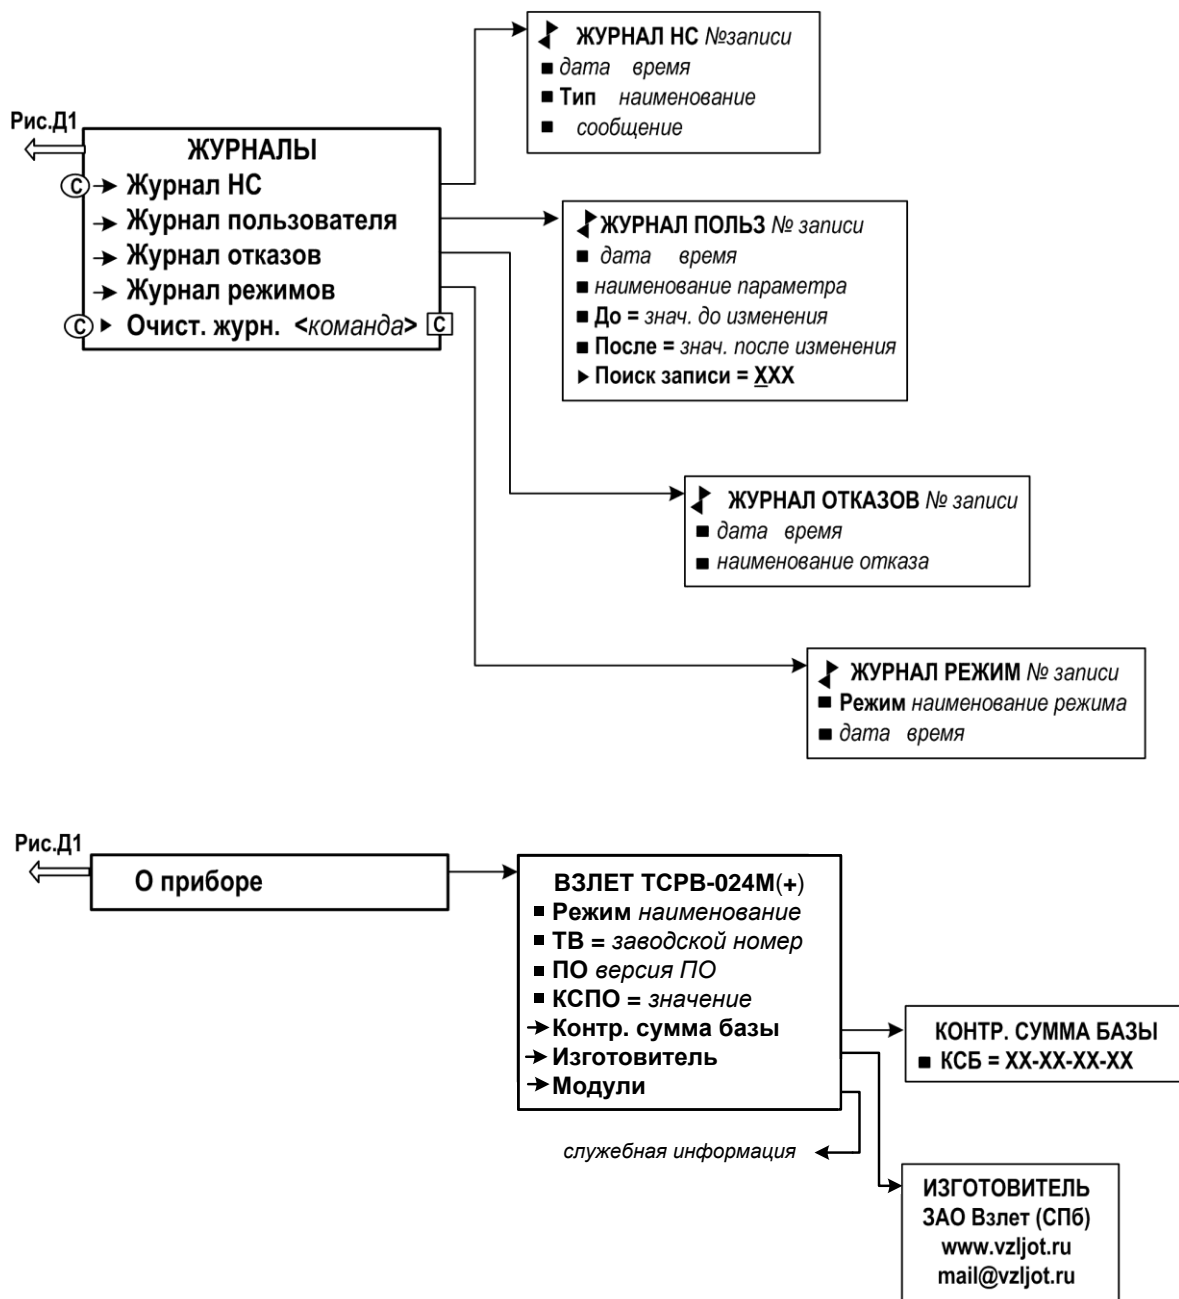 ЖУРНАЛ НС №записи
дата время
Тип наименование
сообщение
Рис.Д1
ЖУРНАЛЫ
С Журнал НС
Журнал пользователя
Журнал отказов
Журнал режимов
С Очист. журн. <команда> С
ЖУРНАЛ ПОЛЬЗ № записи
дата время
наименование параметра
До = знач. до изменения
После = знач. после изменения
Поиск записи = XXX
ЖУРНАЛ ОТКАЗОВ № записи
дата время
наименование отказа
ЖУРНАЛ РЕЖИМ № записи
Режим наименование режима
дата время
Рис.Д1
О приборе
ВЗЛЕТ ТСРВ-024М(+)
Режим наименование
ТВ = заводской номер
ПО версия ПО
КСПО = значение
Контр. сумма базы
Изготовитель
Модули
служебная информация
КОНТР. СУММА БАЗЫ
КСБ = XX-XX-XX-XX
ИЗГОТОВИТЕЛЬ
ЗАО Взлет (СПб)
www.vzljot.ru
mail@vzljot.ru